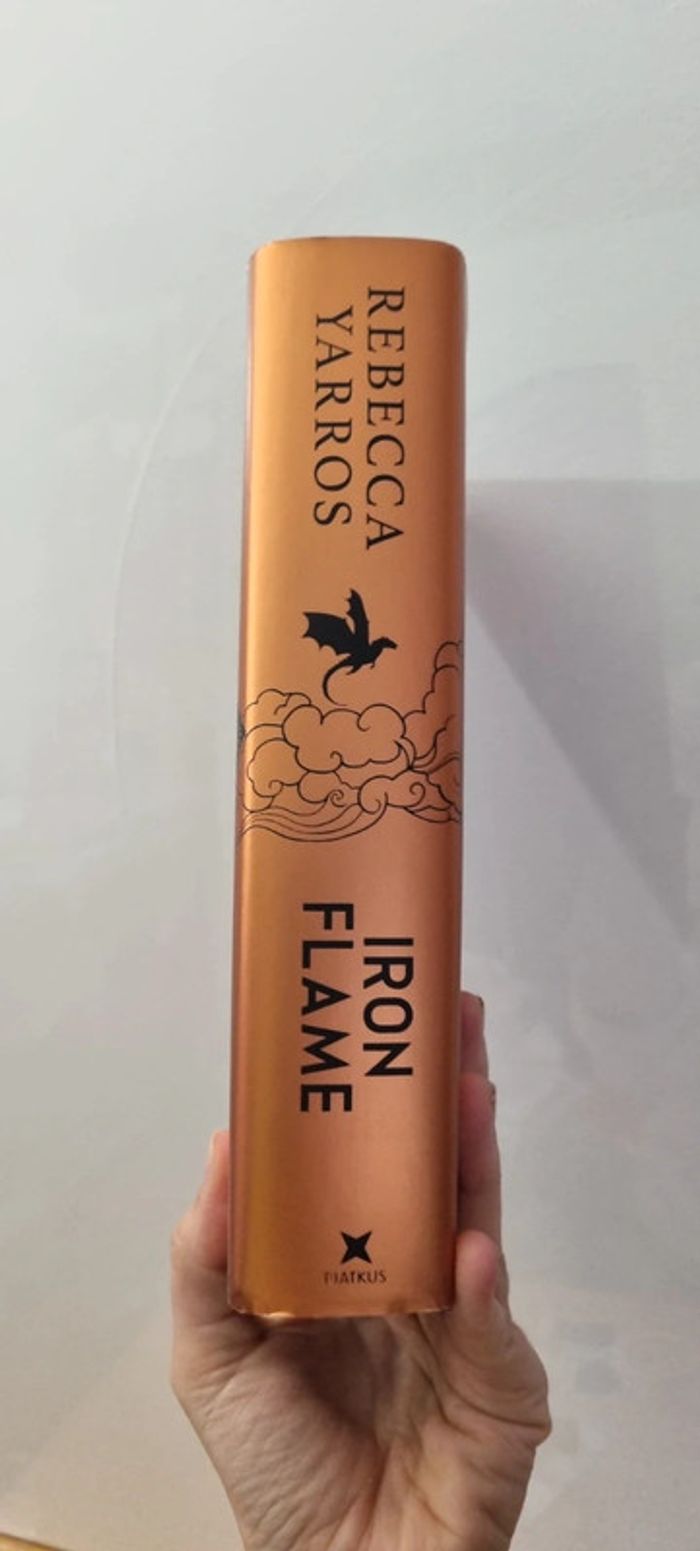 REBECCA
YARROS
IRON
FLAME
PIATKUS